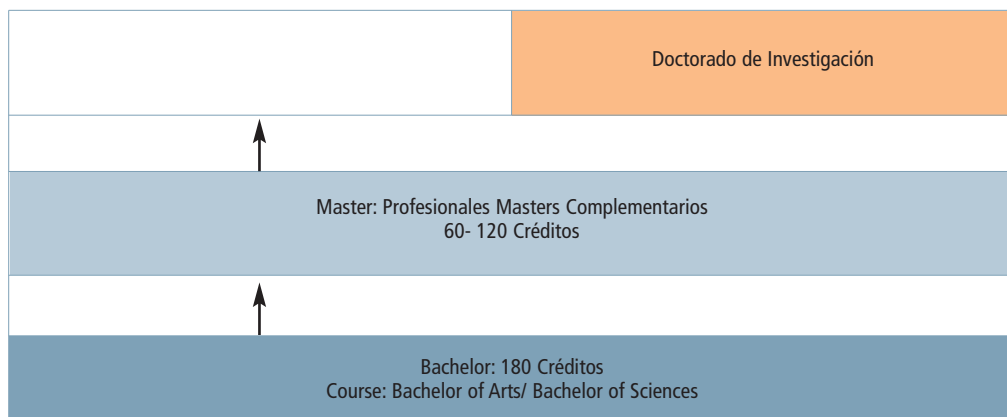 Doctorado de Investigación
Master: Profesionales Masters Complementarios
60- 120 Créditos
Bachelor: 180 Créditos
Course: Bachelor of Arts/ Bachelor of Sciences